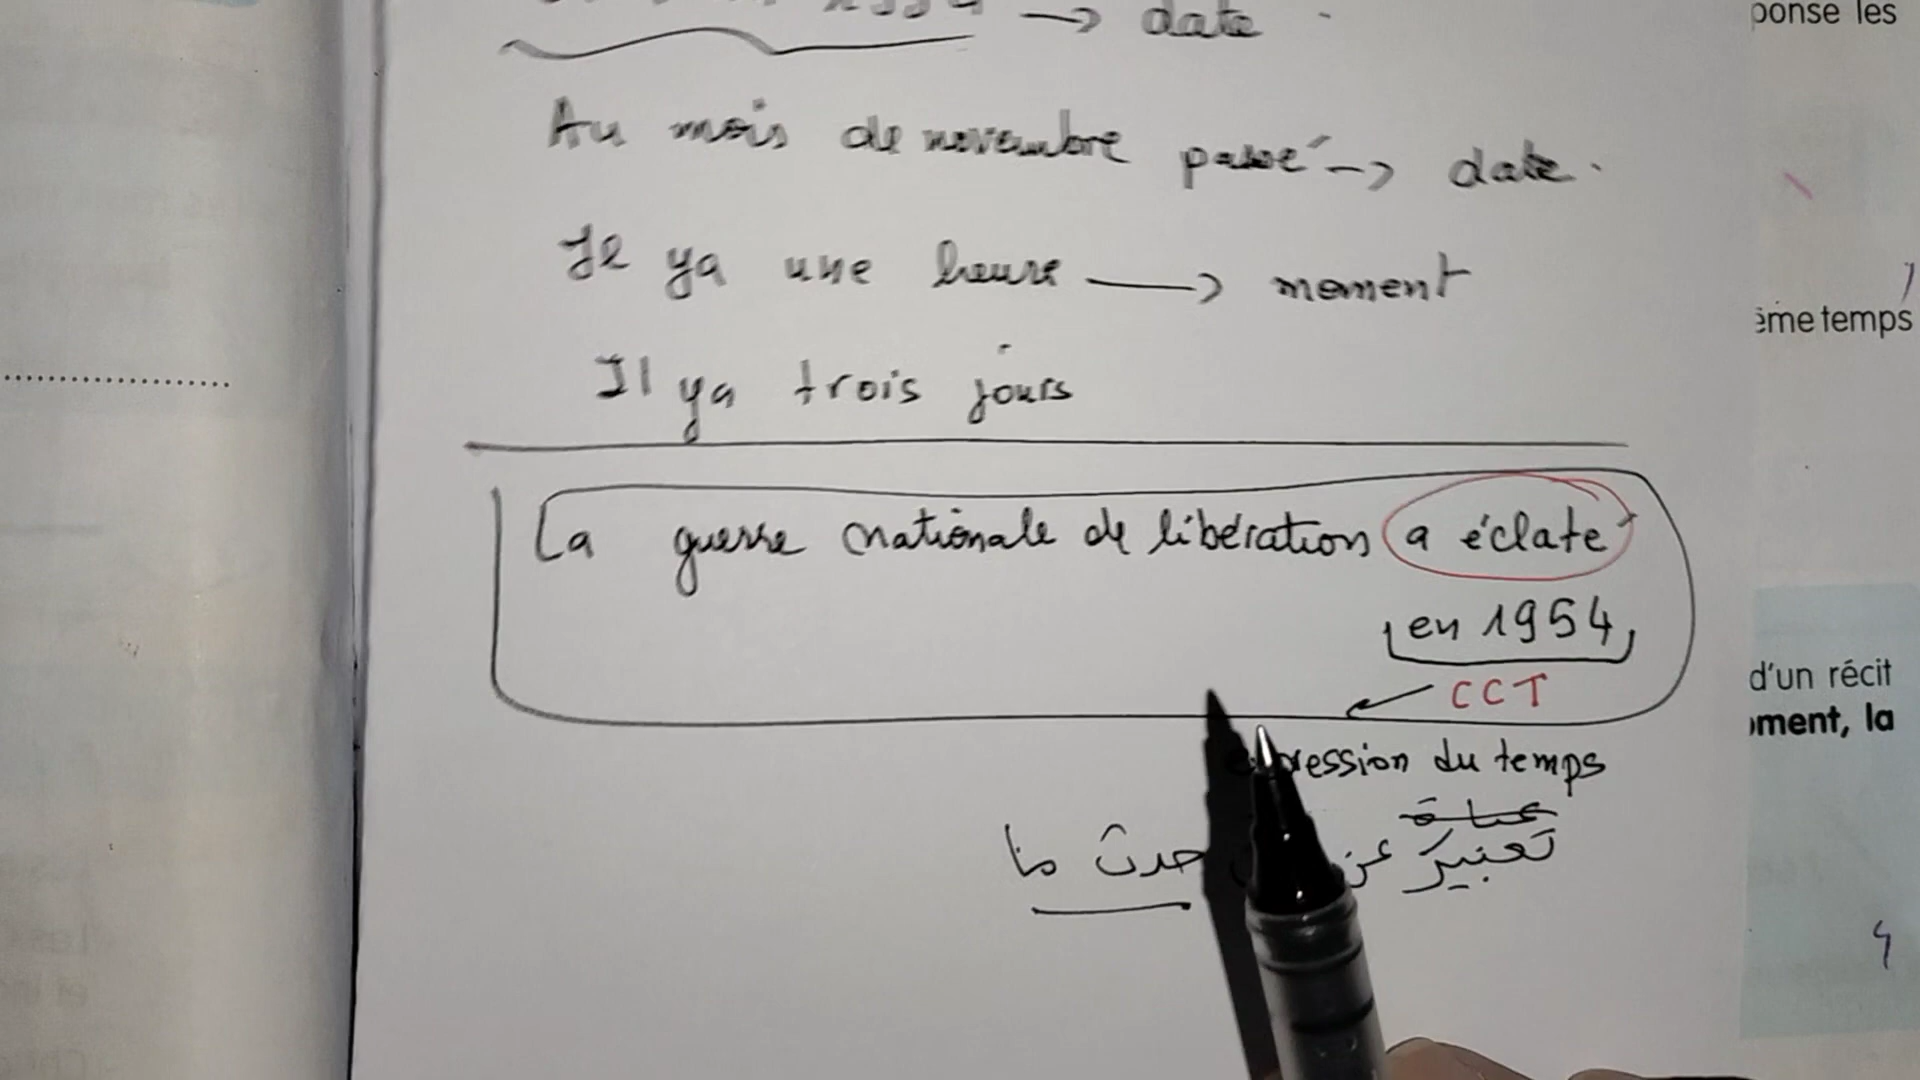 → date
Au mois de novembre passé → date.
Il ya une heure → moment
Il ya trois jours
La guerre nationale de libération a éclaté
en 1954
CCT
expression du temps
تعبير عن حدث ما
ponse les
ème temps
d'un récit
ment, la